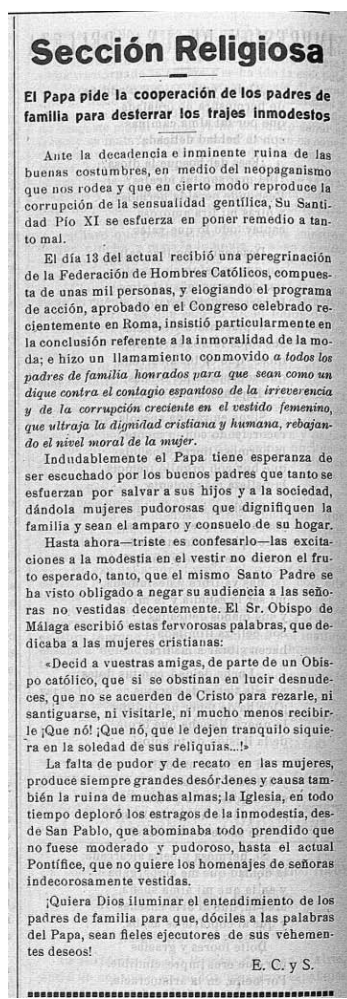 Sección Religiosa
El Papa pide la cooperación de los padres de
familia para desterrar los trajes inmodestos
Ante la decadencia e inminente ruina de las
buenas costumbres, en medio del neopaganismo
que nos rodea y que en cierto modo reproduce la
corrupción de la sensualidad gentílica, Su Santi-
dad Pío XI se esfuerza en poner remedio a tan-
to mal.
El día 13 del actual recibió una peregrinación
de la Federación de Hombres Católicos, compues-
ta de unas mil personas, y elogiando el programa
de acción, aprobado en el Congreso celebrado re-
cientemente en Roma, insistió particularmente en
la conclusión referente a la inmoralidad de la mo-
da; e hizo un llamamiento conmovido a todos los
padres de familia honrados para que sean como un
dique contra el contagio espantoso de la irreverencia
y de la corrupción creciente en el vestido femenino,
que ultraja la dignidad cristiana y humana, rebajan-
do el nivel moral de la mujer.
Indudablemente el Papa tiene esperanza de
ser escuchado por los buenos padres que tanto se
esfuerzan por salvar a sus hijos y a la sociedad,
dándola mujeres pudorosas que dignifiquen la
familia y sean el amparo y consuelo de su hogar.
Hasta ahora—triste es confesarlo—las excita-
ciones a la modestia en el vestir no dieron el fru-
to esperado, tanto, que el mismo Santo Padre se
ha visto obligado a negar su audiencia a las seño-
ras no vestidas decentemente. El Sr. Obispo de
Málaga escribió estas fervorosas palabras, que de-
dicaba a las mujeres cristianas:
«Decid a vuestras amigas, de parte de un Obis-
po católico, que si se obstinan en lucir desnude-
ces, que no se acuerden de Cristo para rezarle, ni
santiguarse, ni visitarle, ni mucho menos recibir-
le ¡Que nó! ¡Que nó, que le dejen tranquilo siquie-
ra en la soledad de sus reliquias...!»
La falta de pudor y de recato en las mujeres,
produce siempre grandes desórdenes y causa tam-
bién la ruina de muchas almas; la Iglesia, en todo
tiempo deploró los estragos de la inmodestia, des-
de San Pablo, que abominaba todo prendido que
no fuese moderado y pudoroso, hasta el actual
Pontífice, que no quiere los homenajes de señoras
indecorosamente vestidas.
¡Quiera Dios iluminar el entendimiento de los
padres de familia para que, dóciles a las palabras
del Papa, sean fieles ejecutores de sus vehemen-
tes deseos!
E. C. y S.